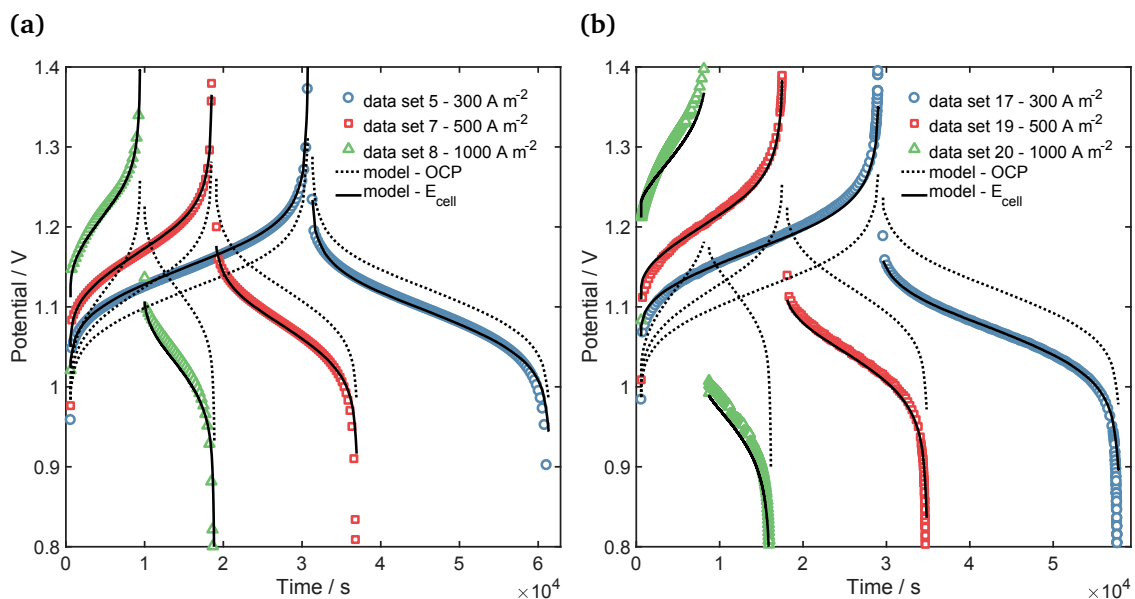 (a)
1.4
1.3
1.2
1.1
1
0.9
0.8
Potential / V
data set 5 - 300 A m-2
data set 7 - 500 A m-2
data set 8 - 1000 A m-2
model - OCP
model - Ecell
0 1 2 3 4 5 6
Time / s
×10^4
(b)
1.4
1.3
1.2
1.1
1
0.9
0.8
Potential / V
data set 17 - 300 A m-2
data set 19 - 500 A m-2
data set 20 - 1000 A m-2
model - OCP
model - Ecell
0 1 2 3 4 5
Time / s
×10^4